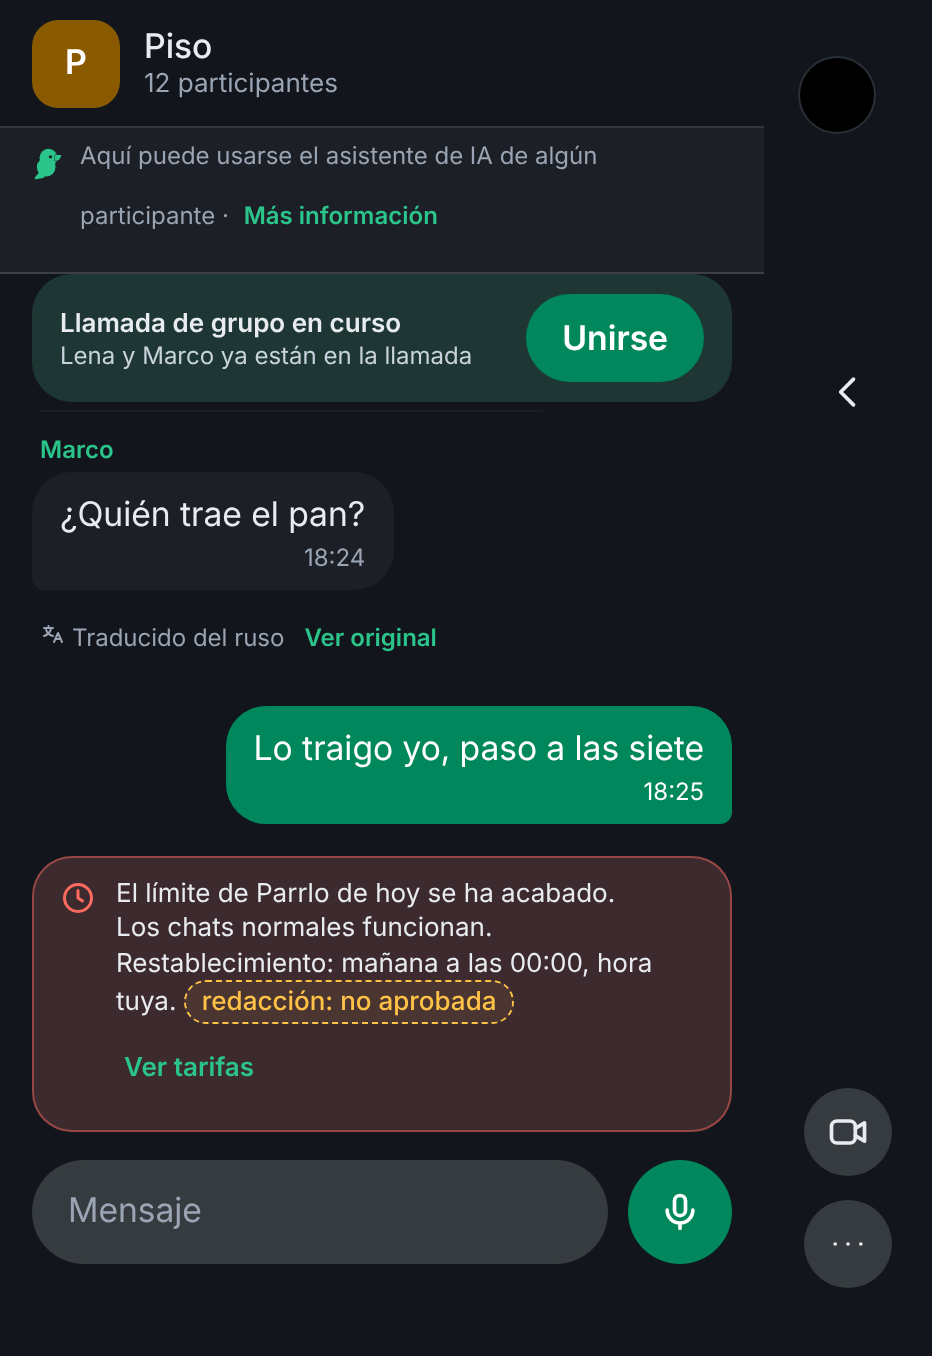 P
Piso
12 participantes
Aquí puede usarse el asistente de IA de algún
participante · Más información
Llamada de grupo en curso
Lena y Marco ya están en la llamada
Unirse
Marco
¿Quién trae el pan?
18:24
Traducido del ruso Ver original
Lo traigo yo, paso a las siete
18:25
El límite de Parrlo de hoy se ha acabado.
Los chats normales funcionan.
Restablecimiento: mañana a las 00:00, hora
tuya. redacción: no aprobada
Ver tarifas
Mensaje